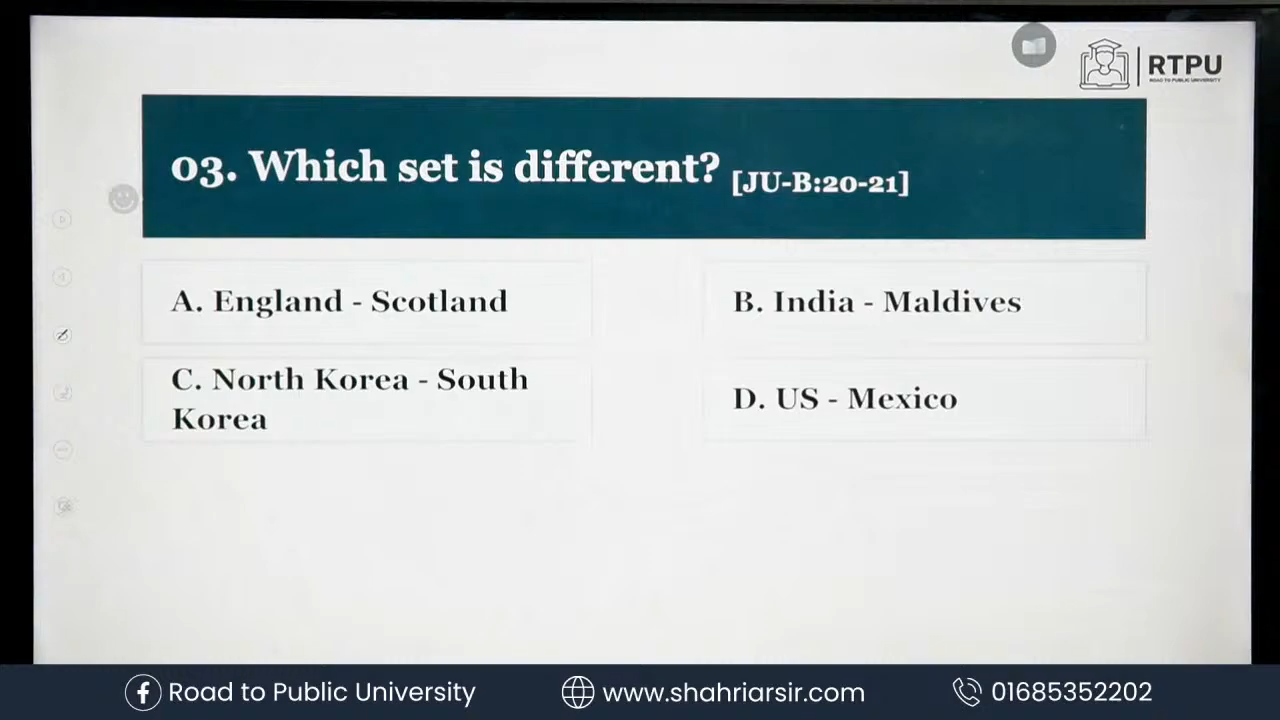 RTPU
ROAD TO PUBLIC UNIVERSITY
03. Which set is different? [JU-B:20-21]
A. England - Scotland
B. India - Maldives
C. North Korea - South
Korea
D. US - Mexico
Road to Public University
www.shahriarsir.com
01685352202